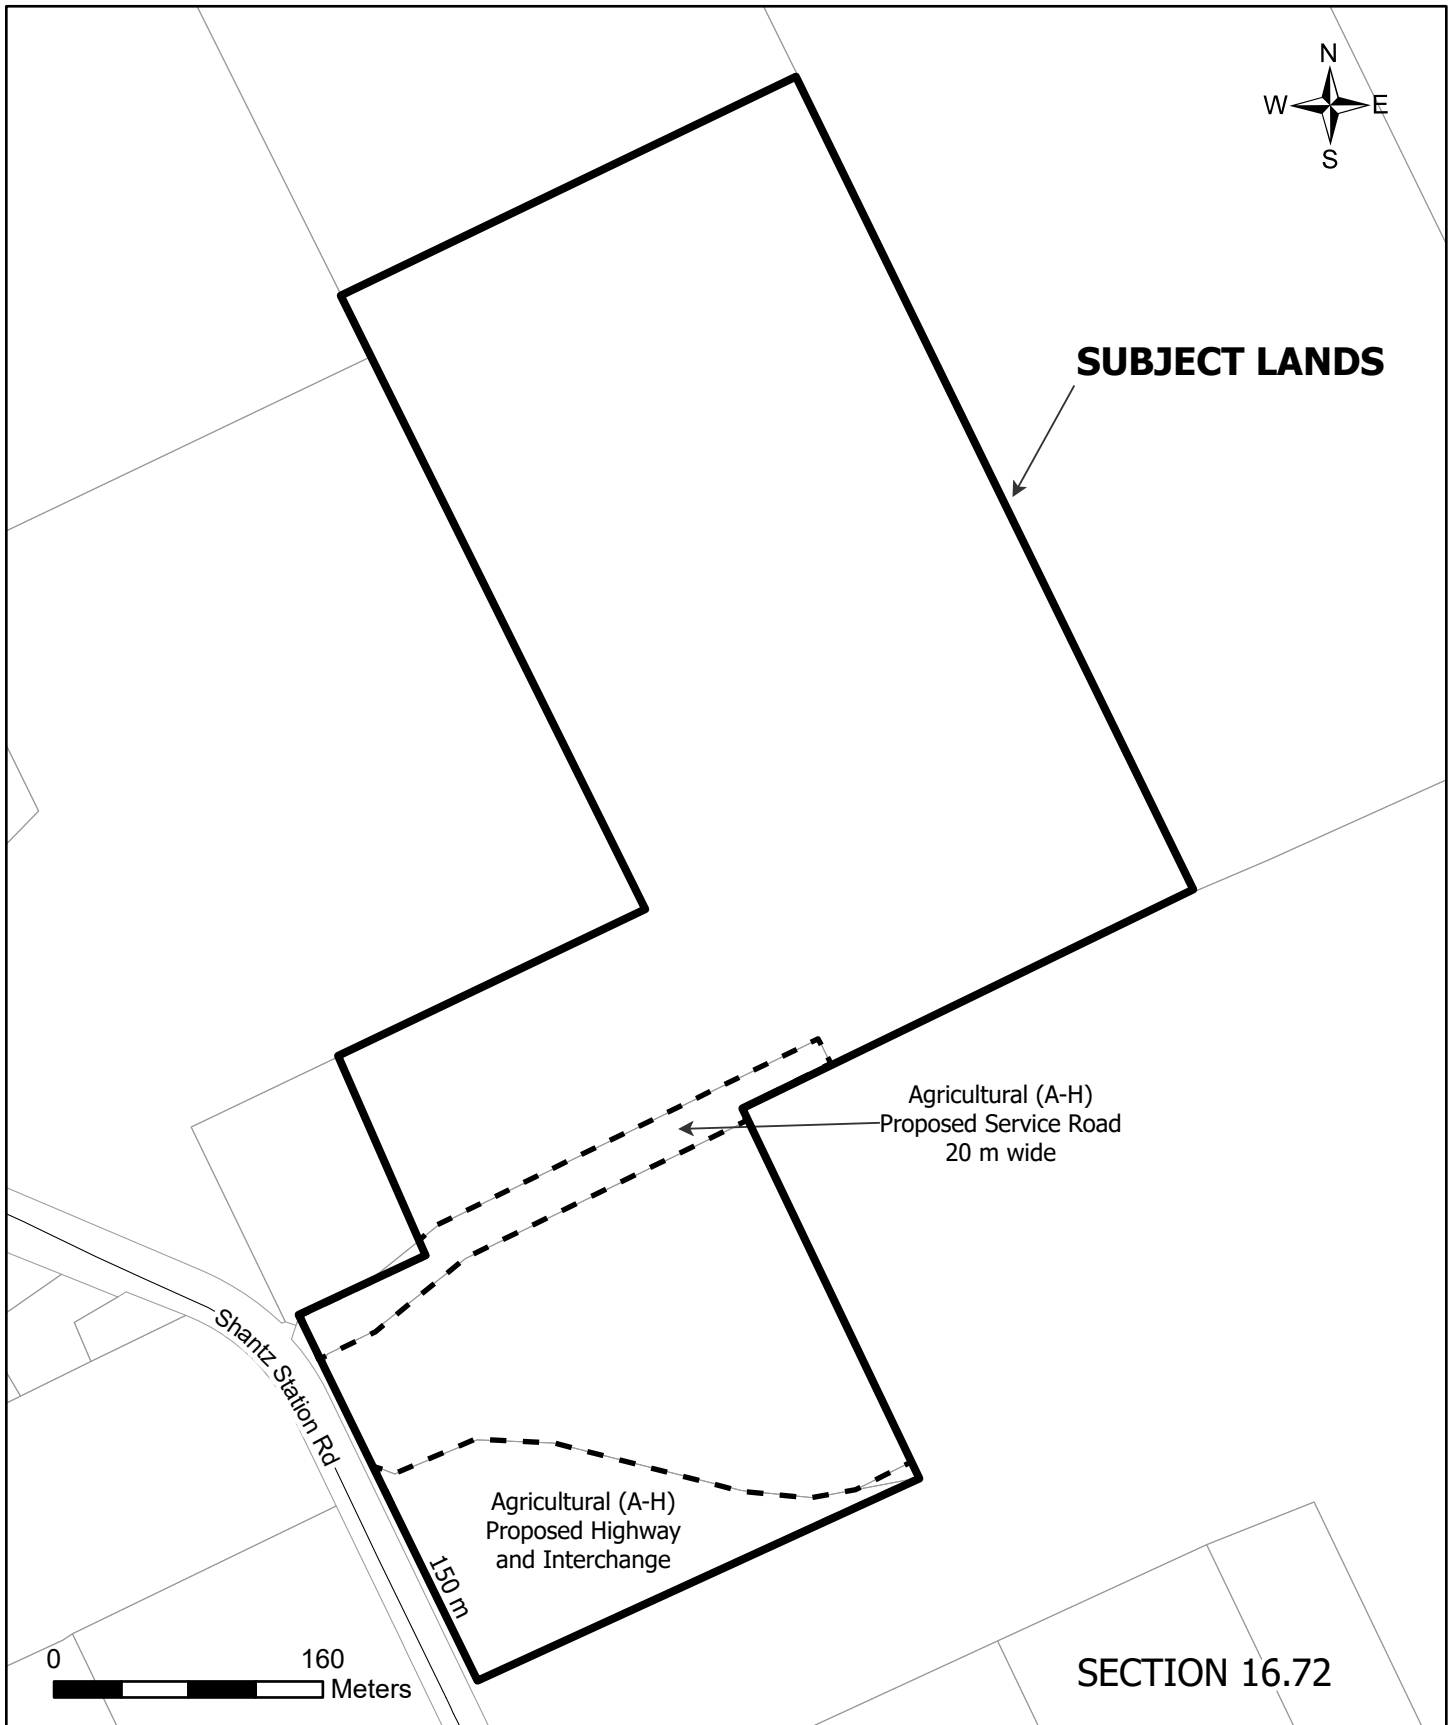 N
W E
S
SUBJECT LANDS
Agricultural (A-H)
Proposed Service Road
20 m wide
Shantz Station Rd
Agricultural (A-H)
Proposed Highway
and Interchange
150 m
0 160
Meters
SECTION 16.72